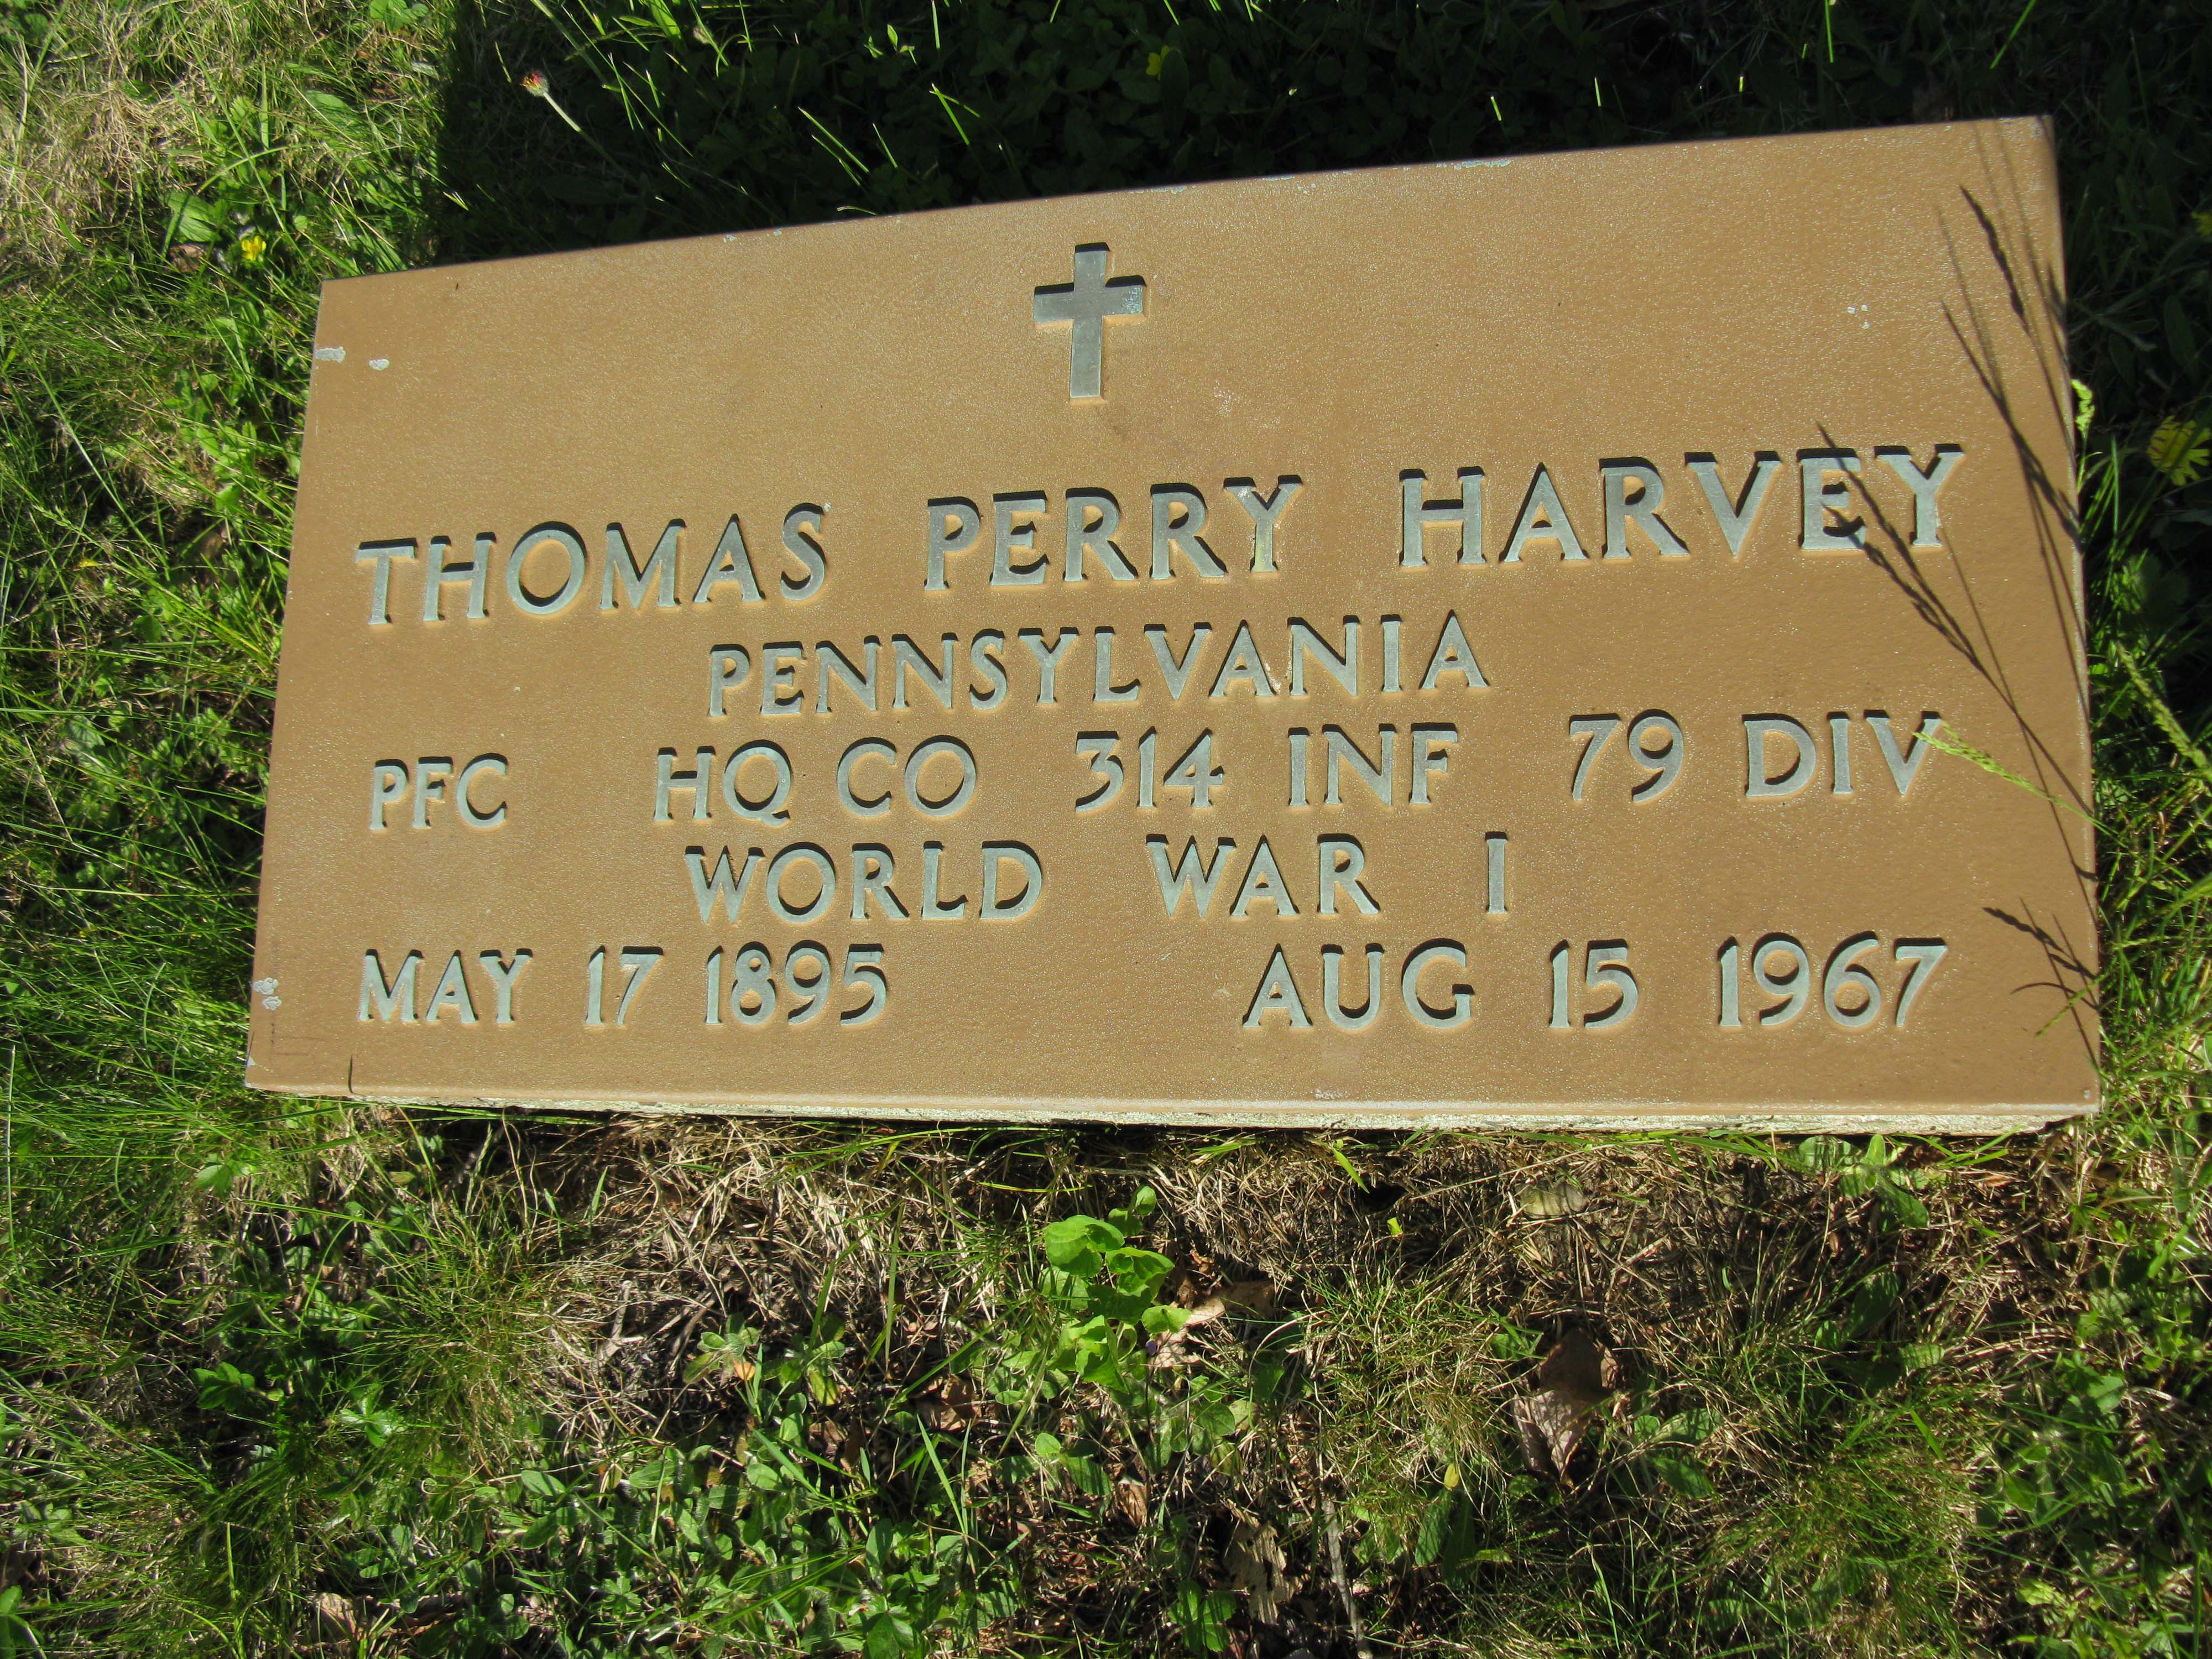 THOMAS PERRY HARVEY
PENNSYLVANIA
PFC HQ CO 314 INF 79 DIV
WORLD WAR I
MAY 17 1895 AUG 15 1967